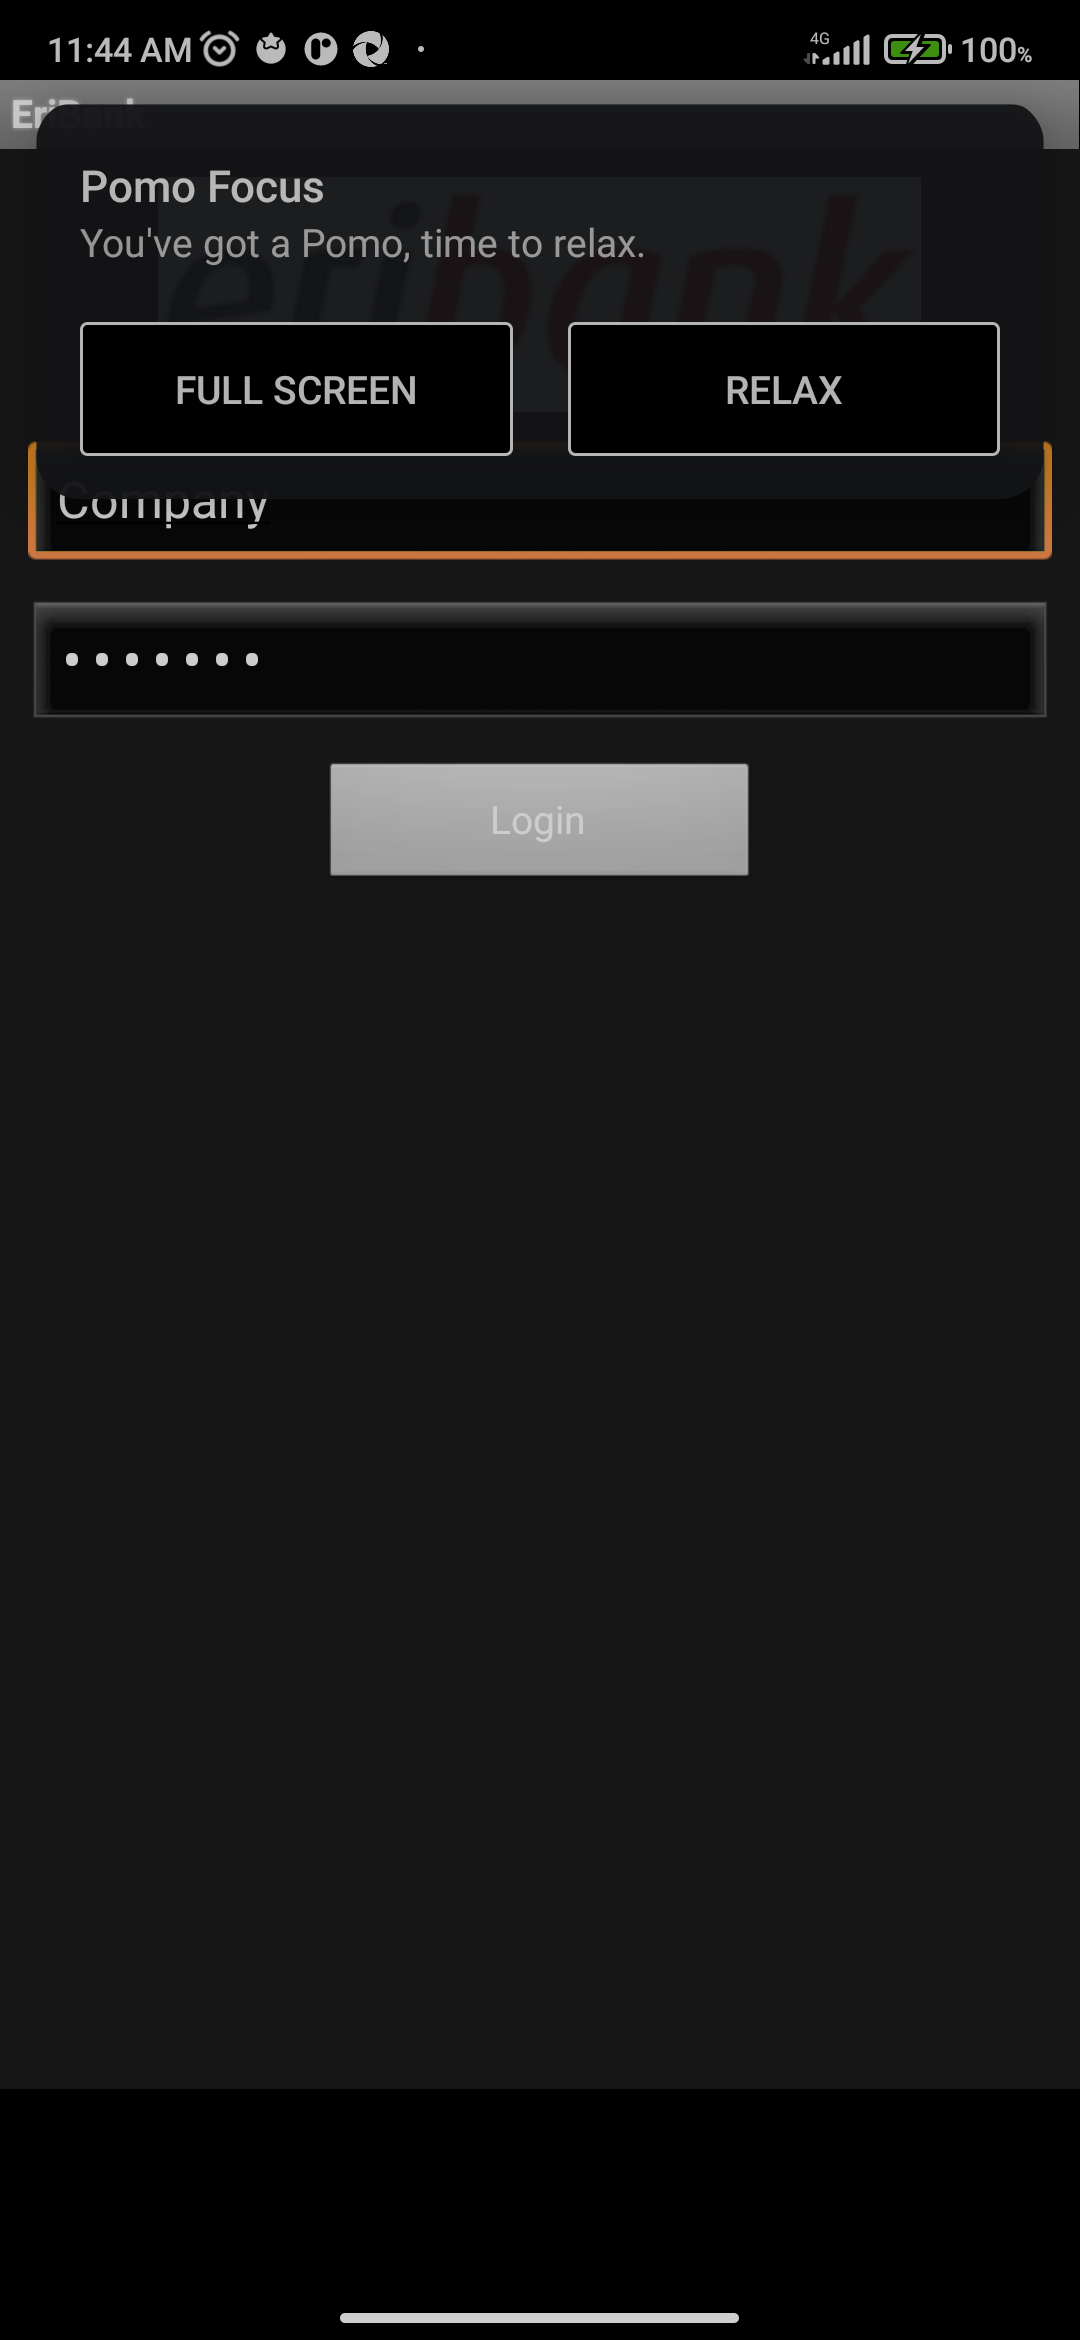 11:44 AM
4G
100%
EriBank
Pomo Focus
You've got a Pomo, time to relax.
eribank
FULL SCREEN
RELAX
Company
Login